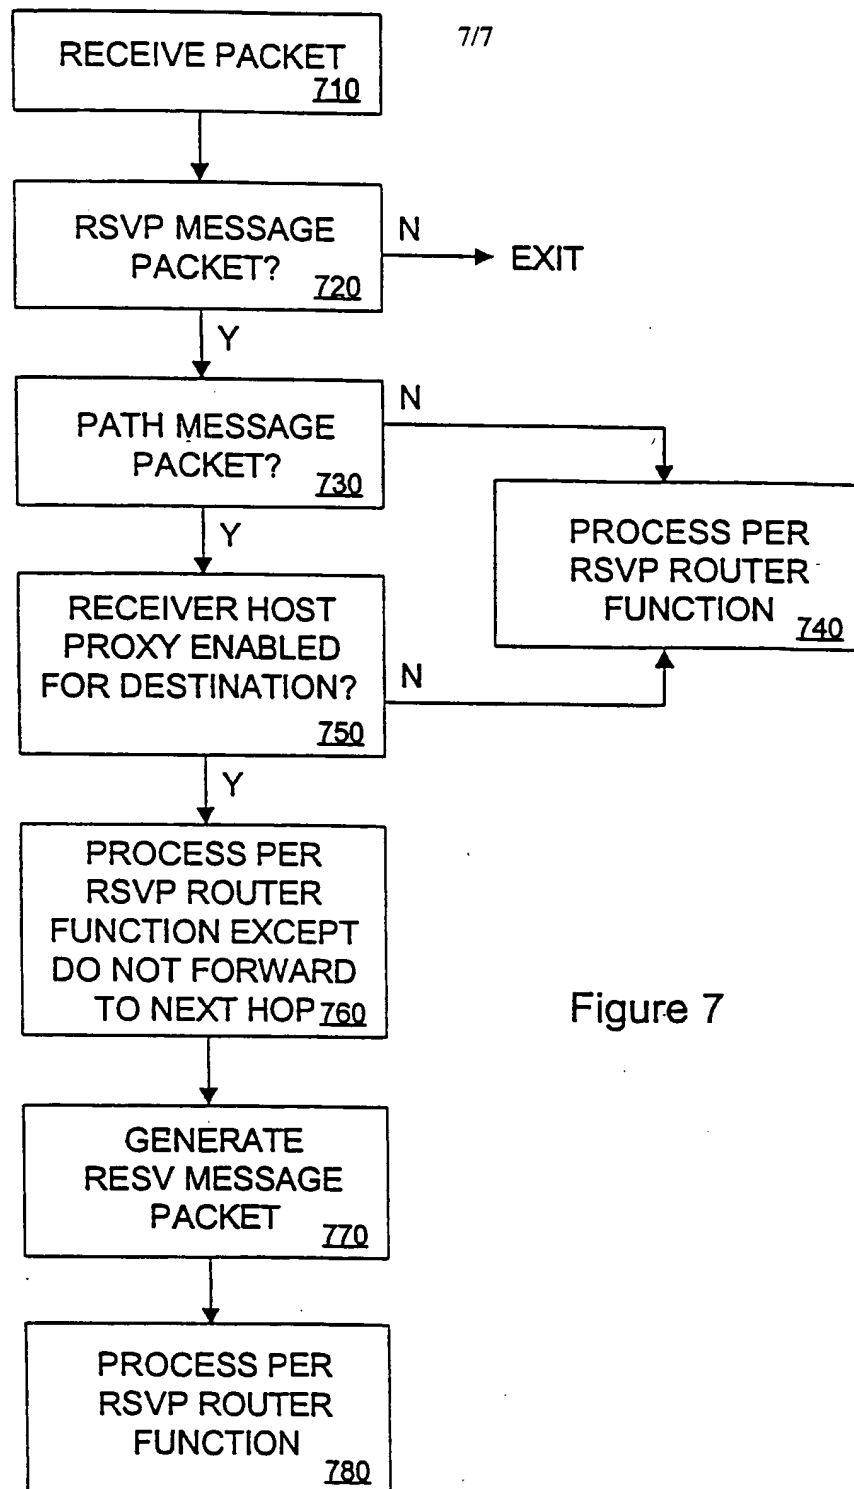 7/7
RECEIVE PACKET
710
RSVP MESSAGE
PACKET?
720
N
EXIT
Y
PATH MESSAGE
PACKET?
730
N
Y
PROCESS PER
RSVP ROUTER
FUNCTION
740
RECEIVER HOST
PROXY ENABLED
FOR DESTINATION?
750
N
Y
PROCESS PER
RSVP ROUTER
FUNCTION EXCEPT
DO NOT FORWARD
TO NEXT HOP 760
Figure 7
GENERATE
RESV MESSAGE
PACKET
770
PROCESS PER
RSVP ROUTER
FUNCTION
780